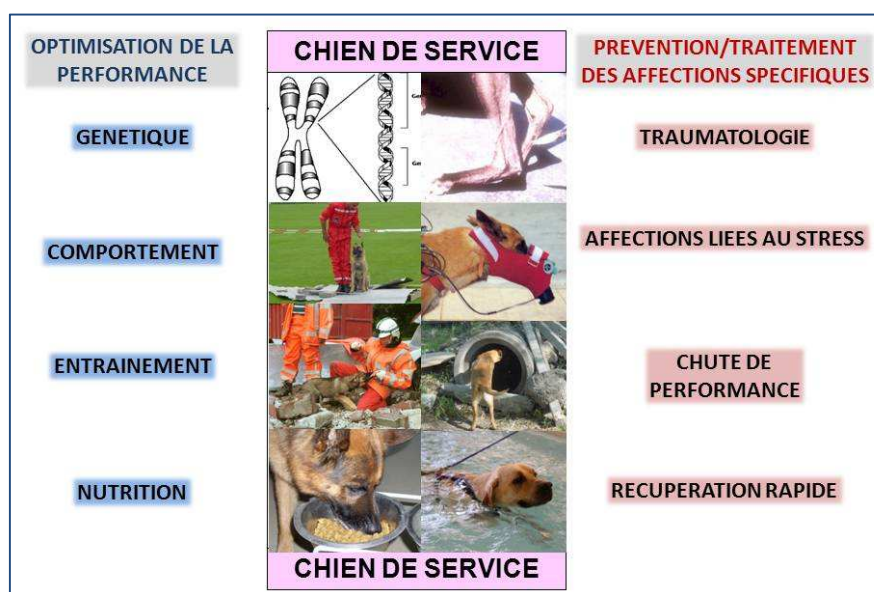 OPTIMISATION DE LA
PERFORMANCE
GENETIQUE
COMPORTEMENT
ENTRAINEMENT
NUTRITION
CHIEN DE SERVICE
CHIEN DE SERVICE
PREVENTION/TRAITEMENT
DES AFFECTIONS SPECIFIQUES
TRAUMATOLOGIE
AFFECTIONS LIEES AU STRESS
CHUTE DE
PERFORMANCE
RECUPERATION RAPIDE